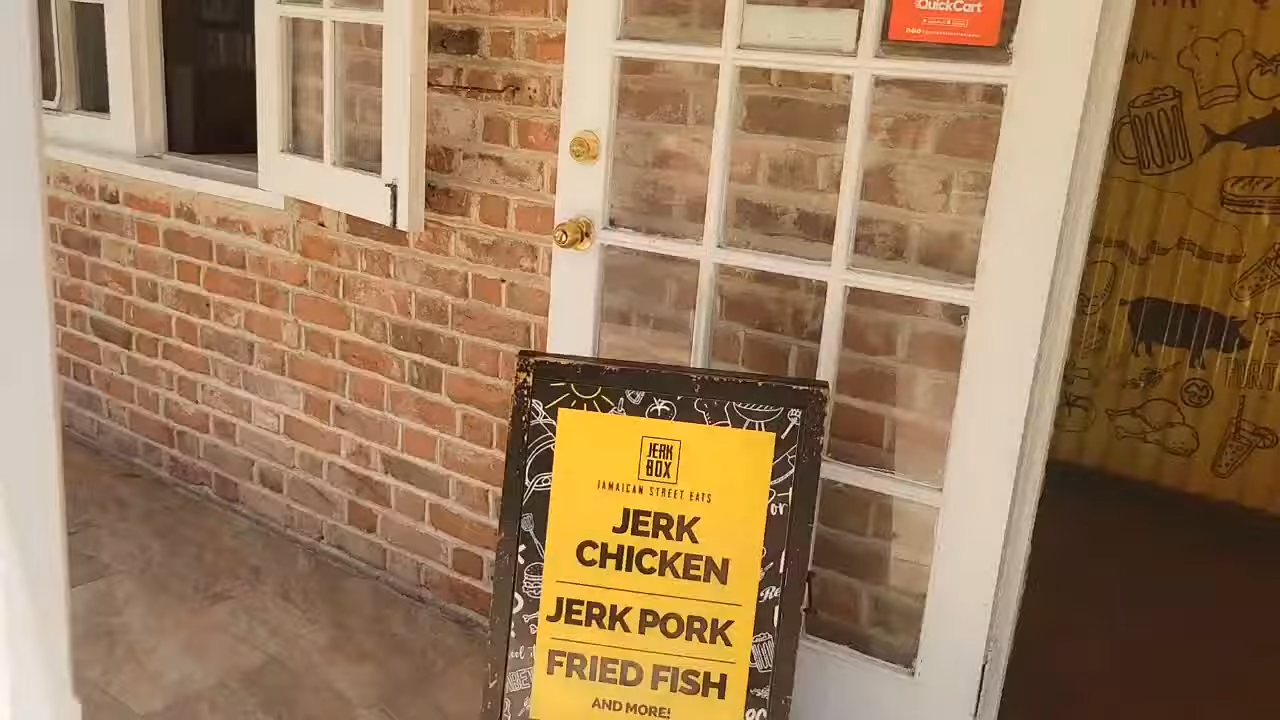 QuickCart
JERK
BOX
JAMAICAN STREET EATS
JERK
CHICKEN
JERK PORK
FRIED FISH
AND MORE!